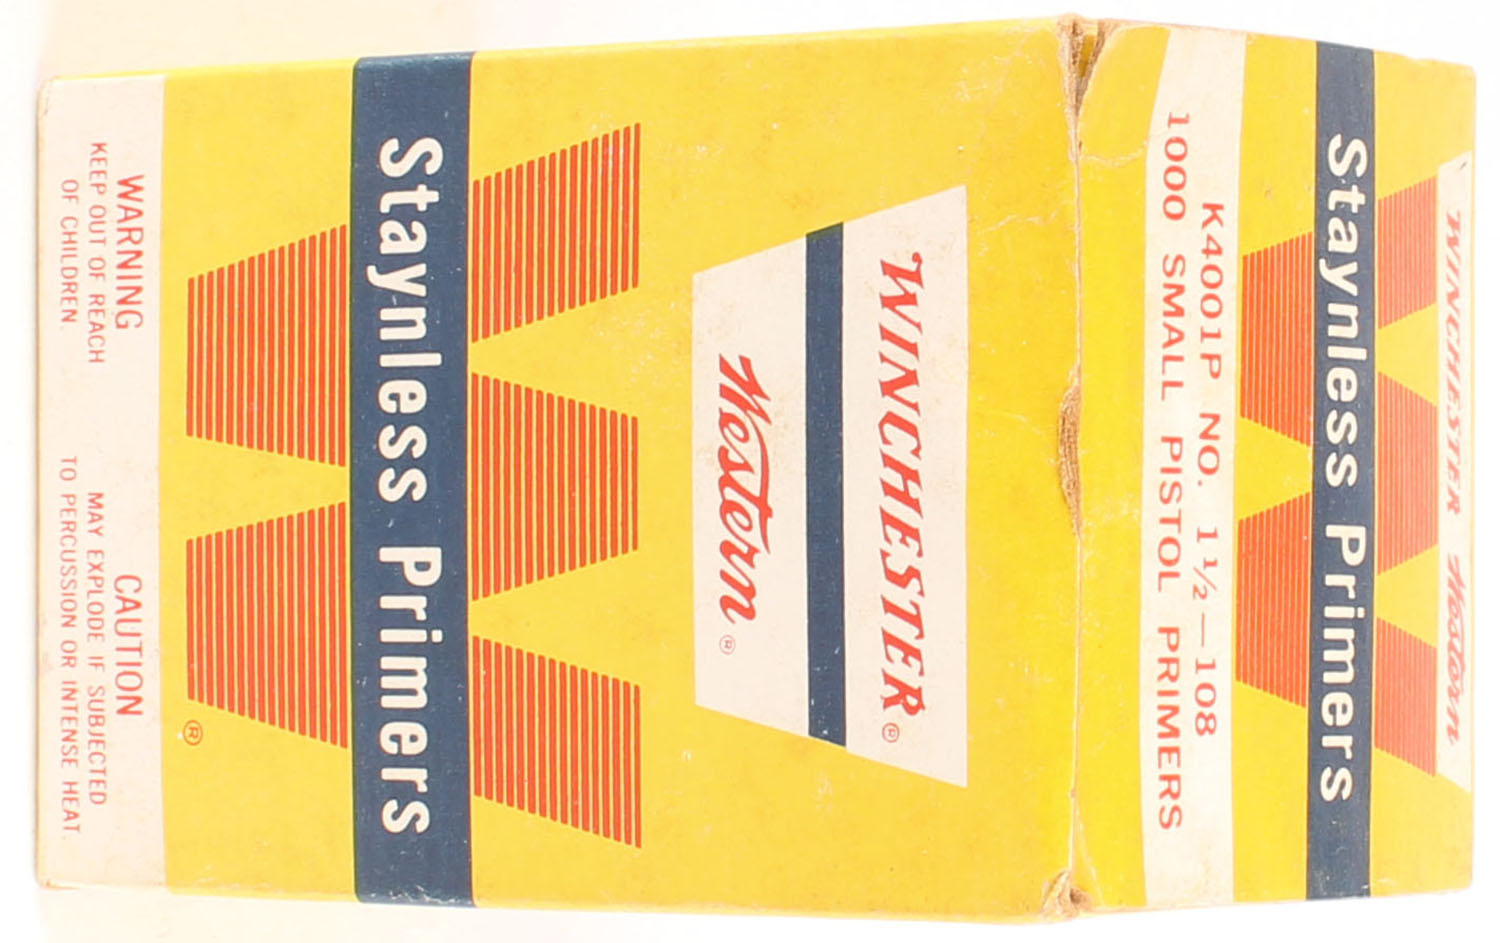 WINCHESTER Western
Staynless Primers
K4001P NO. 1½—108
1000 SMALL PISTOL PRIMERS
WINCHESTER®
Western®
Staynless Primers
®
WARNING
KEEP OUT OF REACH
OF CHILDREN.
CAUTION
MAY EXPLODE IF SUBJECTED
TO PERCUSSION OR INTENSE HEAT.